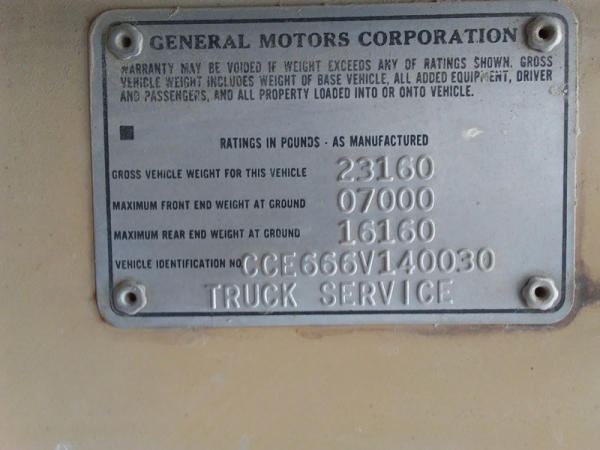 GENERAL MOTORS CORPORATION
WARRANTY MAY BE VOIDED IF WEIGHT EXCEEDS ANY OF RATINGS SHOWN. GROSS
VEHICLE WEIGHT INCLUDES WEIGHT OF BASE VEHICLE, ALL ADDED EQUIPMENT, DRIVER
AND PASSENGERS, AND ALL PROPERTY LOADED INTO OR ONTO VEHICLE.
RATINGS IN POUNDS - AS MANUFACTURED
GROSS VEHICLE WEIGHT FOR THIS VEHICLE 23160
MAXIMUM FRONT END WEIGHT AT GROUND 07000
MAXIMUM REAR END WEIGHT AT GROUND 16160
VEHICLE IDENTIFICATION NO. CCE666V140030
TRUCK SERVICE